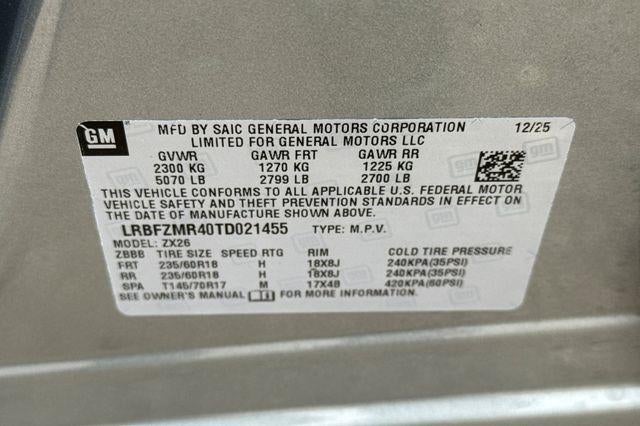 GM
MFD BY SAIC GENERAL MOTORS CORPORATION 12/25
LIMITED FOR GENERAL MOTORS LLC
GVWR GAWR FRT GAWR RR
2300 KG 1270 KG 1225 KG
5070 LB 2799 LB 2700 LB
THIS VEHICLE CONFORMS TO ALL APPLICABLE U.S. FEDERAL MOTOR
VEHICLE SAFETY AND THEFT PREVENTION STANDARDS IN EFFECT ON
THE DATE OF MANUFACTURE SHOWN ABOVE.
LRBFZMR40TD021455 TYPE: M.P.V.
MODEL: ZX26
ZBBB TIRE SIZE SPEED RTG RIM COLD TIRE PRESSURE
FRT 235/60R18 H 18X8J 240KPA(35PSI)
RR 235/60R18 H 18X8J 240KPA(35PSI)
SPA T145/70R17 M 17X4B 420KPA(60PSI)
SEE OWNER'S MANUAL FOR MORE INFORMATION.